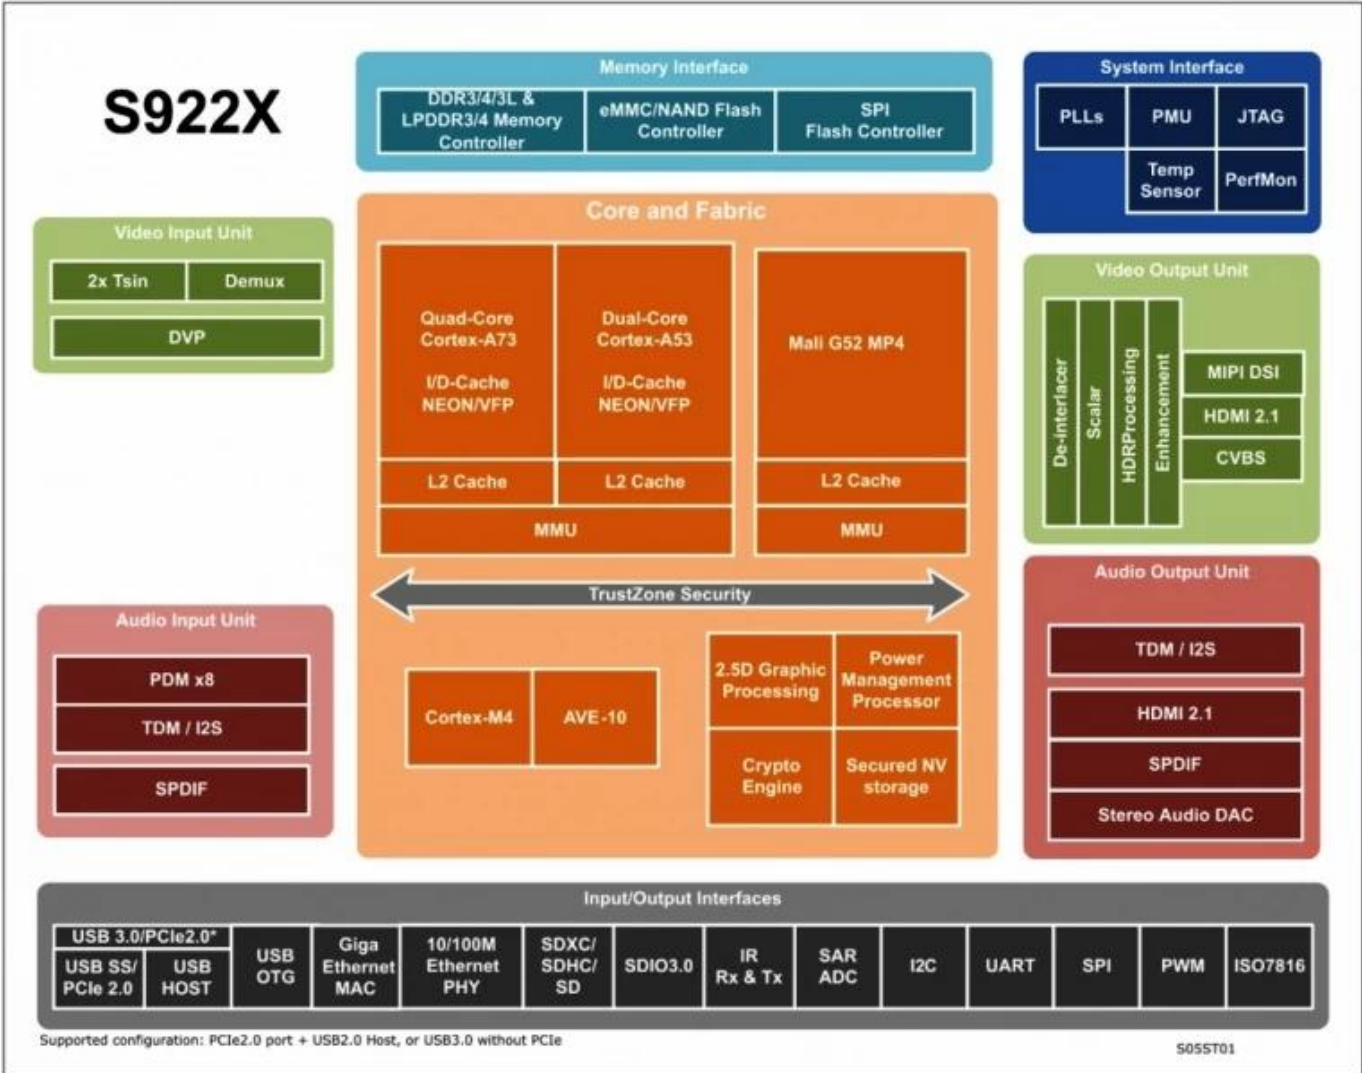 S922X
Memory Interface
DDR3/4/3L &
LPDDR3/4 Memory
Controller
eMMC/NAND Flash
Controller
SPI
Flash Controller
System Interface
PLLs
PMU
JTAG
Temp
Sensor
PerfMon
Video Input Unit
2x Tsin
Demux
DVP
Core and Fabric
Quad-Core
Cortex-A73
I/D-Cache
NEON/VFP
Dual-Core
Cortex-A53
I/D-Cache
NEON/VFP
Mali G52 MP4
L2 Cache
L2 Cache
L2 Cache
MMU
MMU
TrustZone Security
Cortex-M4
AVE-10
2.5D Graphic
Processing
Power
Management
Processor
Crypto
Engine
Secured NV
storage
Video Output Unit
De-interlacer
Scalar
HDRProcessing
Enhancement
MIPI DSI
HDMI 2.1
CVBS
Audio Input Unit
PDM x8
TDM / I2S
SPDIF
Audio Output Unit
TDM / I2S
HDMI 2.1
SPDIF
Stereo Audio DAC
Input/Output Interfaces
USB 3.0/PCIe2.0*
USB SS/
PCIe 2.0
USB
HOST
USB
OTG
Giga
Ethernet
MAC
10/100M
Ethernet
PHY
SDXC/
SDHC/
SD
SDIO3.0
IR
Rx & Tx
SAR
ADC
I2C
UART
SPI
PWM
ISO7816
Supported configuration: PCIe2.0 port + USB2.0 Host, or USB3.0 without PCIe
S05ST01